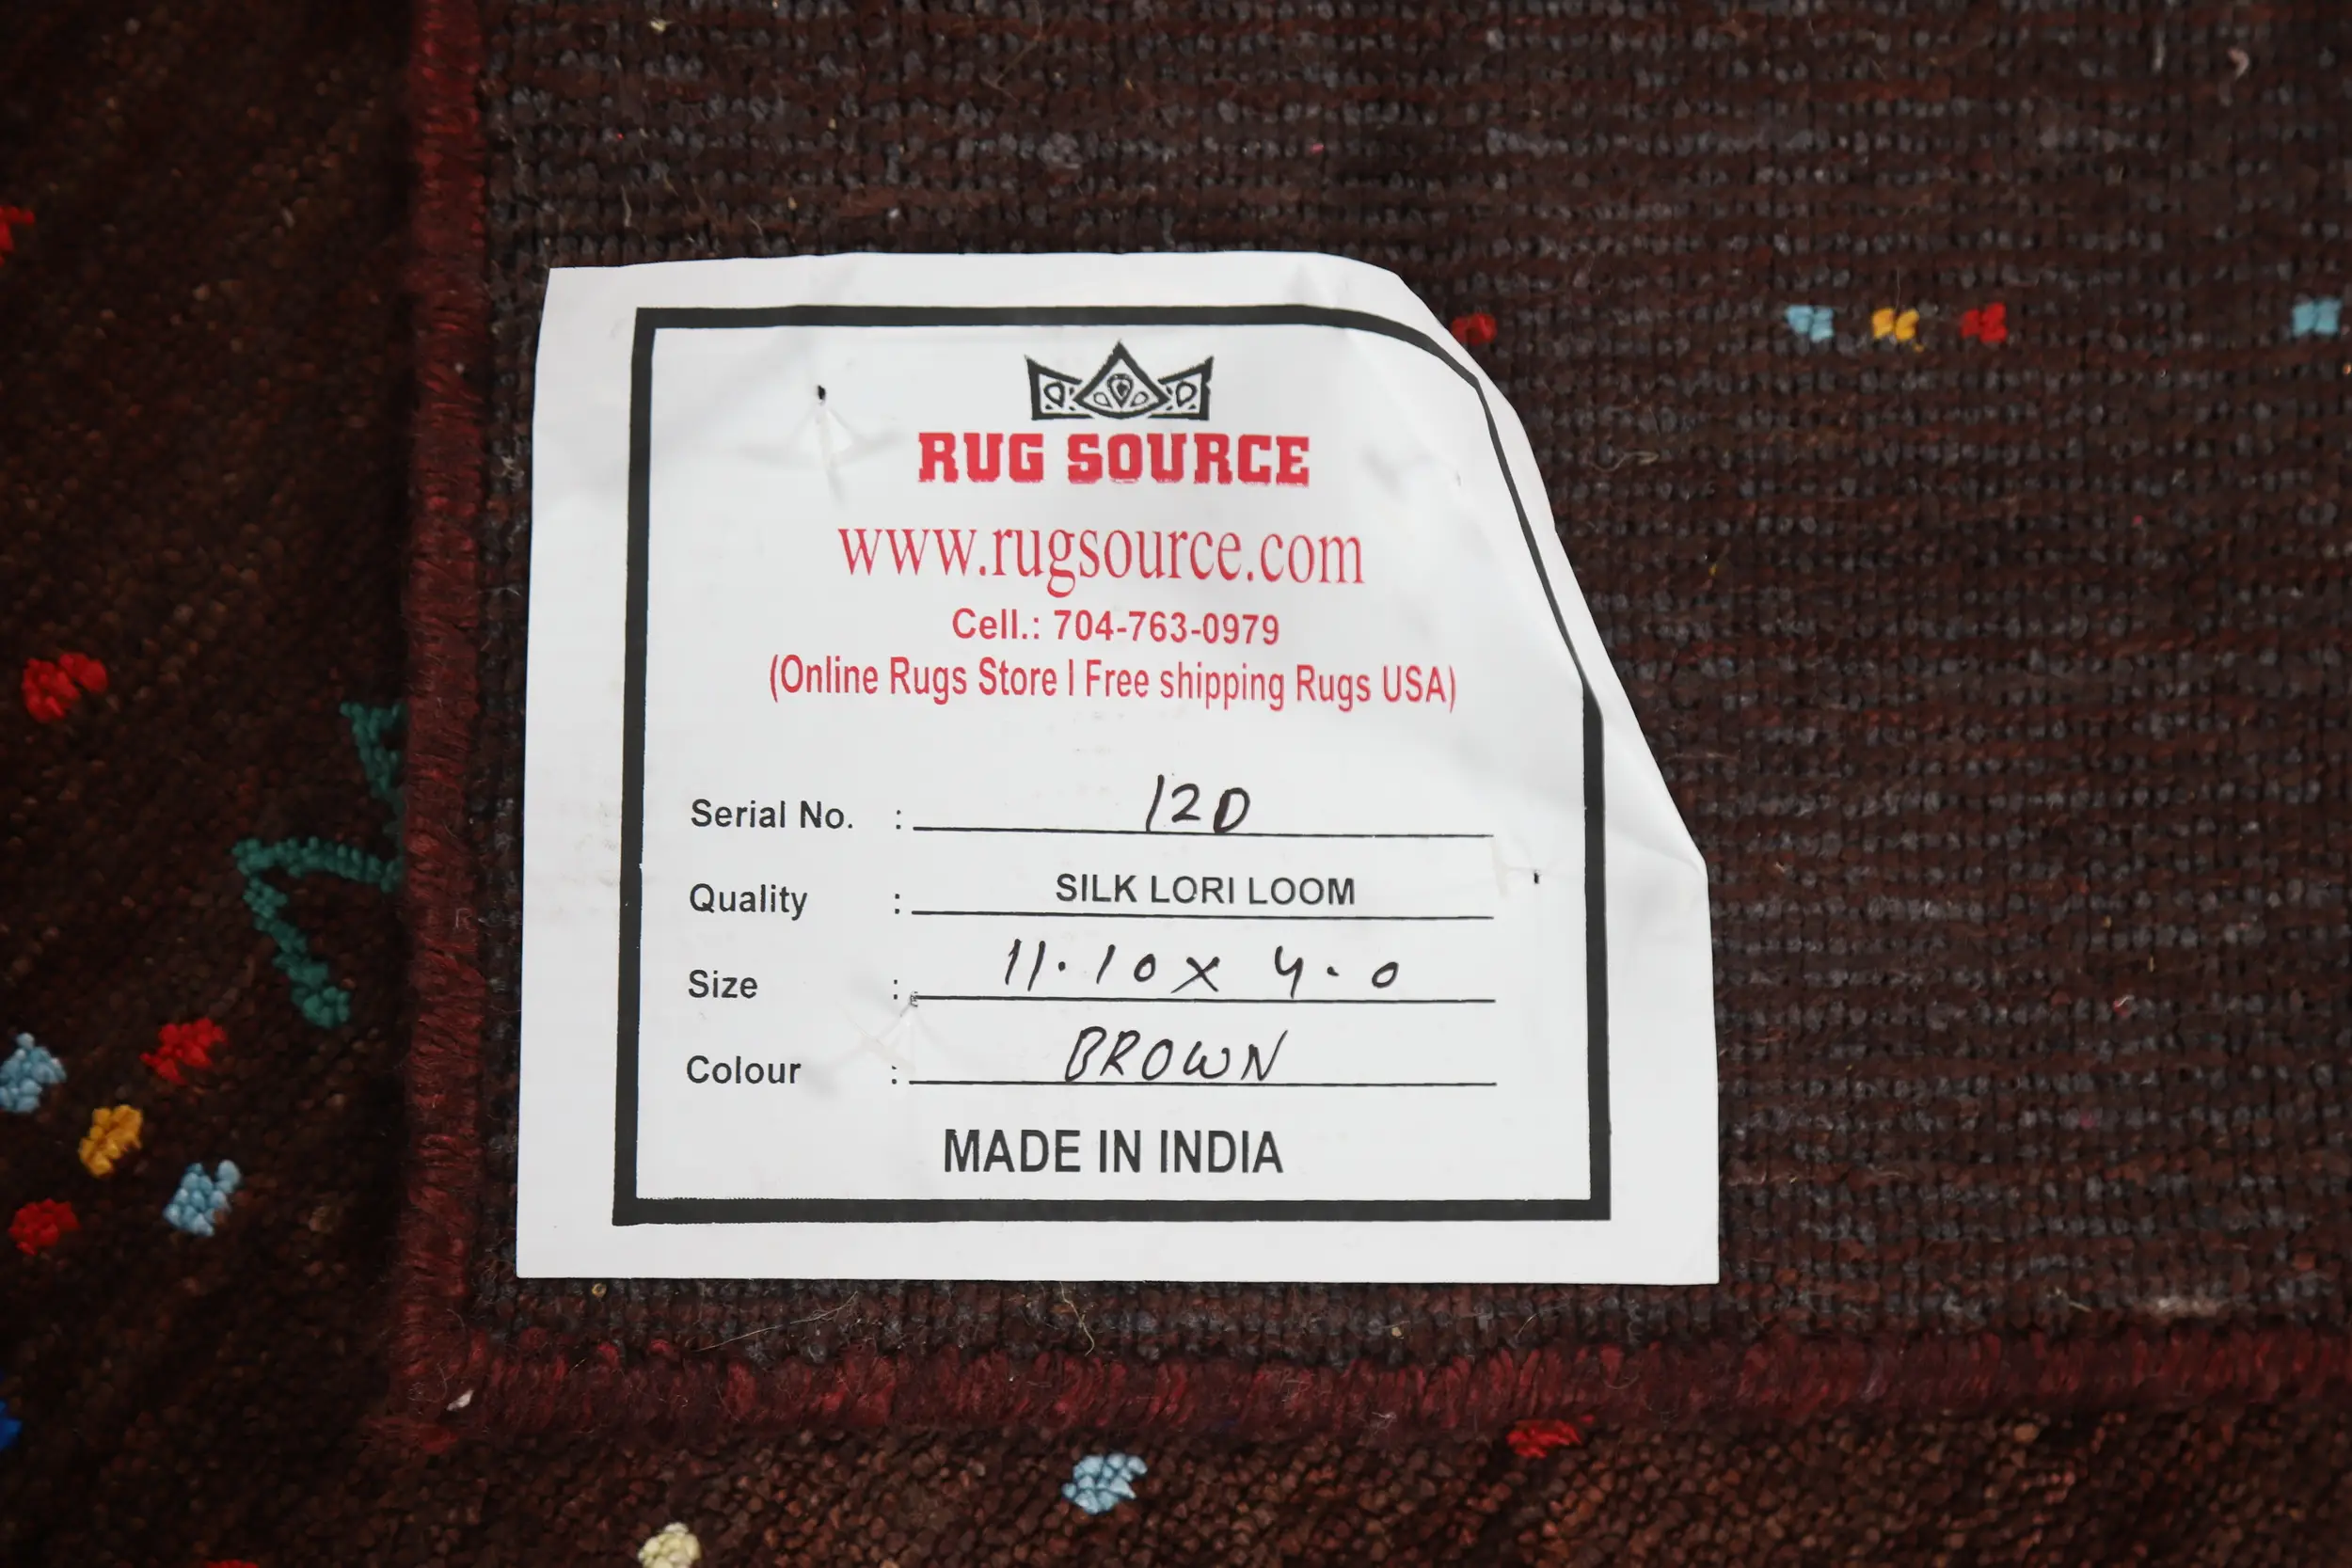 RUG SOURCE
www.rugsource.com
Cell.: 704-763-0979
(Online Rugs Store | Free shipping Rugs USA)
Serial No. : 120
Quality : SILK LORI LOOM
Size : 11.10 x 4.0
Colour : BROWN
MADE IN INDIA